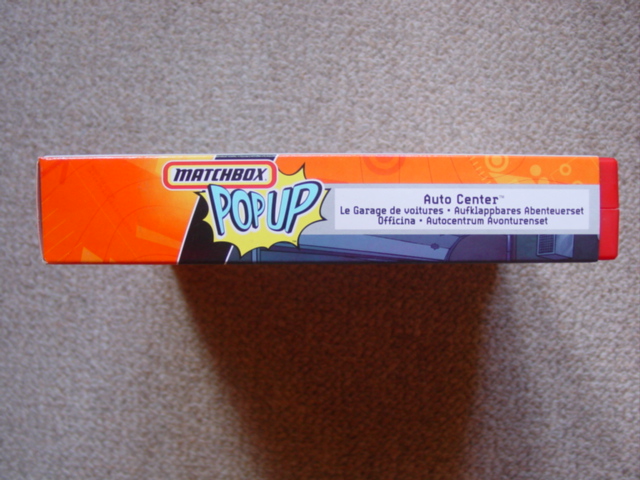 MATCHBOX
POP UP
Auto Center™
Le Garage de voitures • Aufklappbares Abenteuerset
Officina • Autocentrum Avonturenset